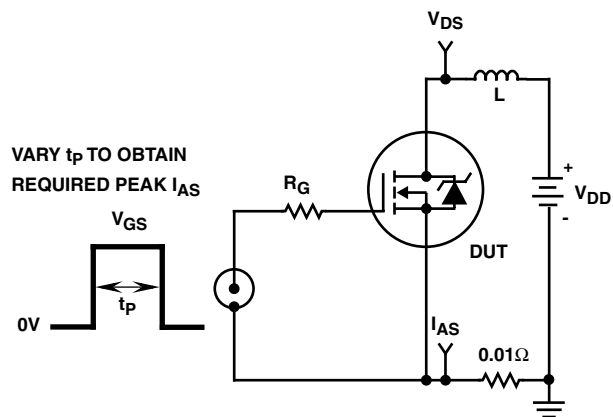 V_DS
L
VARY t_P TO OBTAIN
REQUIRED PEAK I_AS
R_G
+
V_DD
-
V_GS
DUT
t_P
0V
I_AS
0.01Ω